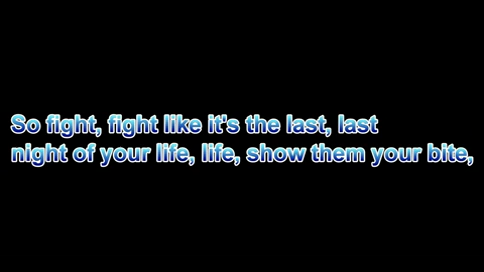 So fight, fight like it's the last, last
night of your life, life, show them your bite,